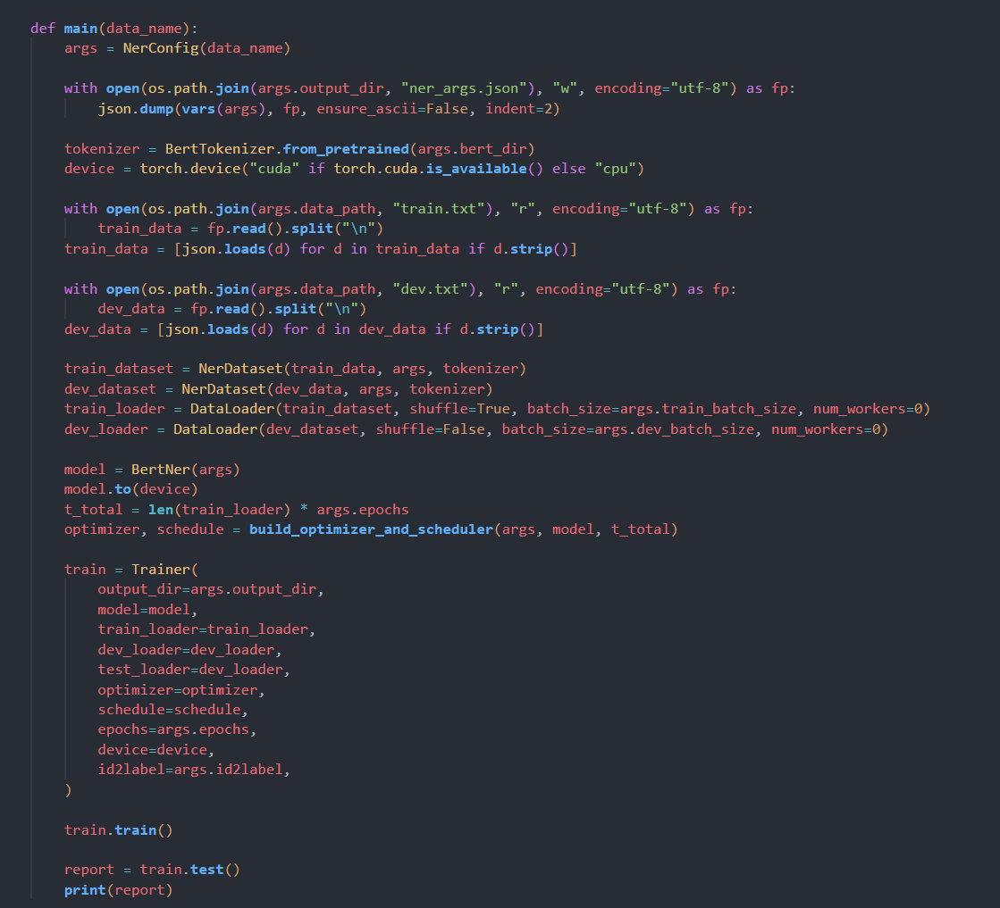 def main(data_name):
    args = NerConfig(data_name)

    with open(os.path.join(args.output_dir, "ner_args.json"), "w", encoding="utf-8") as fp:
        json.dump(vars(args), fp, ensure_ascii=False, indent=2)

    tokenizer = BertTokenizer.from_pretrained(args.bert_dir)
    device = torch.device("cuda" if torch.cuda.is_available() else "cpu")

    with open(os.path.join(args.data_path, "train.txt"), "r", encoding="utf-8") as fp:
        train_data = fp.read().split("\n")
    train_data = [json.loads(d) for d in train_data if d.strip()]

    with open(os.path.join(args.data_path, "dev.txt"), "r", encoding="utf-8") as fp:
        dev_data = fp.read().split("\n")
    dev_data = [json.loads(d) for d in dev_data if d.strip()]

    train_dataset = NerDataset(train_data, args, tokenizer)
    dev_dataset = NerDataset(dev_data, args, tokenizer)
    train_loader = DataLoader(train_dataset, shuffle=True, batch_size=args.train_batch_size, num_workers=0)
    dev_loader = DataLoader(dev_dataset, shuffle=False, batch_size=args.dev_batch_size, num_workers=0)

    model = BertNer(args)
    model.to(device)
    t_total = len(train_loader) * args.epochs
    optimizer, schedule = build_optimizer_and_scheduler(args, model, t_total)

    train = Trainer(
        output_dir=args.output_dir,
        model=model,
        train_loader=train_loader,
        dev_loader=dev_loader,
        test_loader=dev_loader,
        optimizer=optimizer,
        schedule=schedule,
        epochs=args.epochs,
        device=device,
        id2label=args.id2label,
    )

    train.train()

    report = train.test()
    print(report)